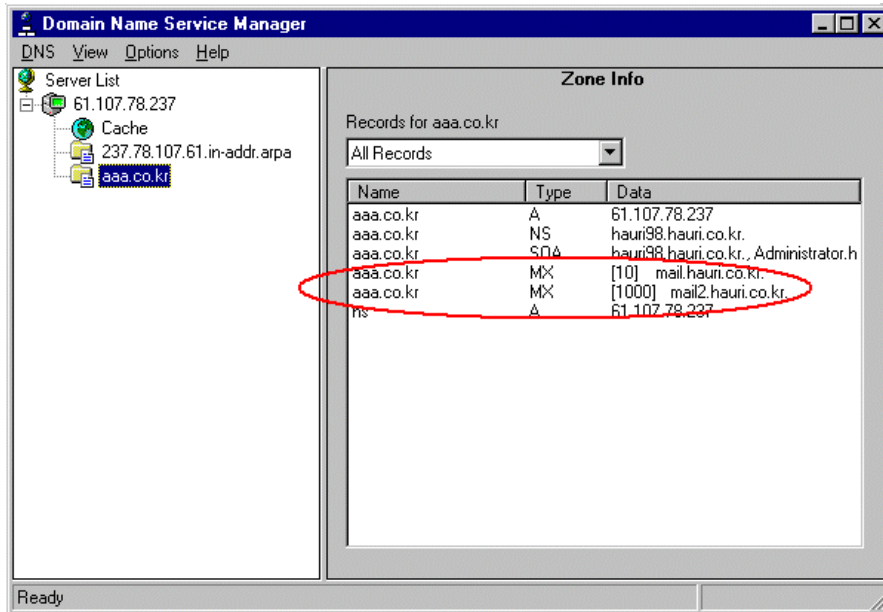 Domain Name Service Manager
DNS View Options Help
Server List
61.107.78.237
Cache
237.78.107.61.in-addr.arpa
aaa.co.kr
Zone Info
Records for aaa.co.kr
All Records
Name Type Data
aaa.co.kr A 61.107.78.237
aaa.co.kr NS hauri98.hauri.co.kr.
aaa.co.kr SOA hauri98.hauri.co.kr., Administrator.h
aaa.co.kr MX [10] mail.hauri.co.kr.
aaa.co.kr MX [1000] mail2.hauri.co.kr.
ns A 61.107.78.237
Ready